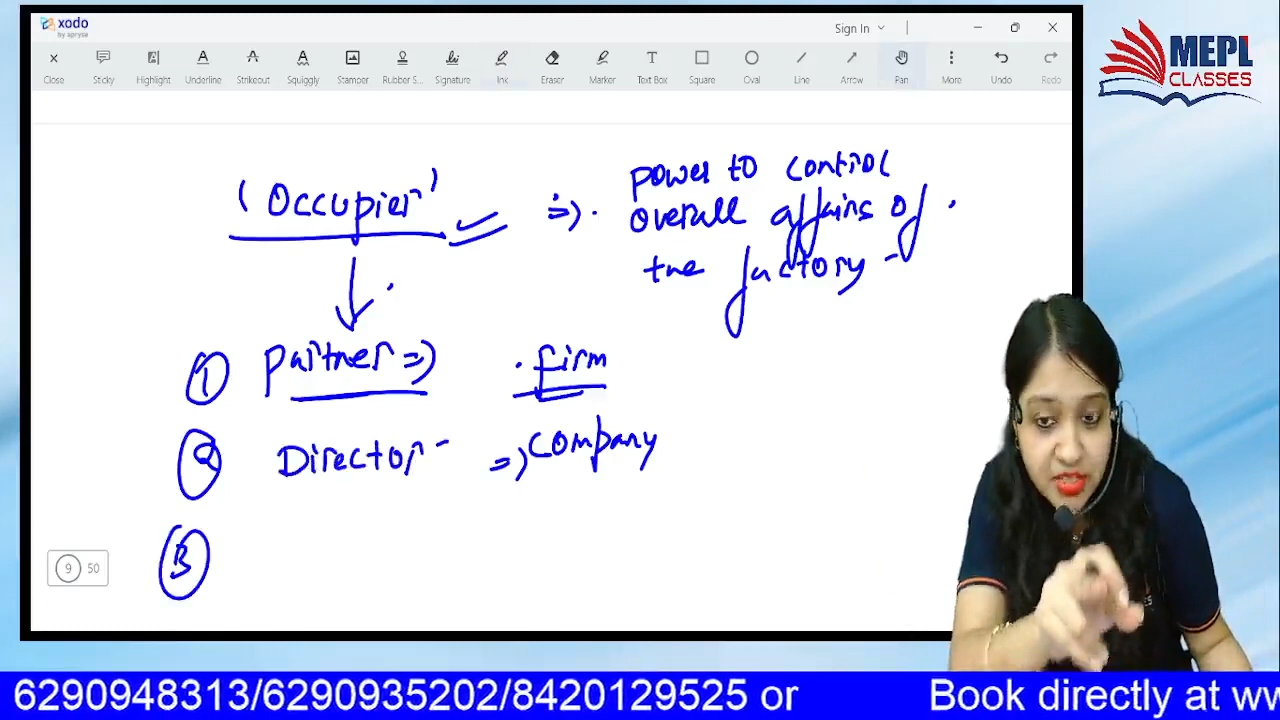 xodo
by apryse
Sign In
Close Sticky Highlight Underline Strikeout Squiggly Stamper Rubber S... Signature Ink Eraser Marker Text Box Square Oval Line Arrow Pan More Undo Redo
MEPL
CLASSES
(Occupier) => power to control
overall affairs of
the factory
1 Partner => firm
2 Director => Company
3
9 50
6290948313/6290935202/8420129525 or Book directly at ww